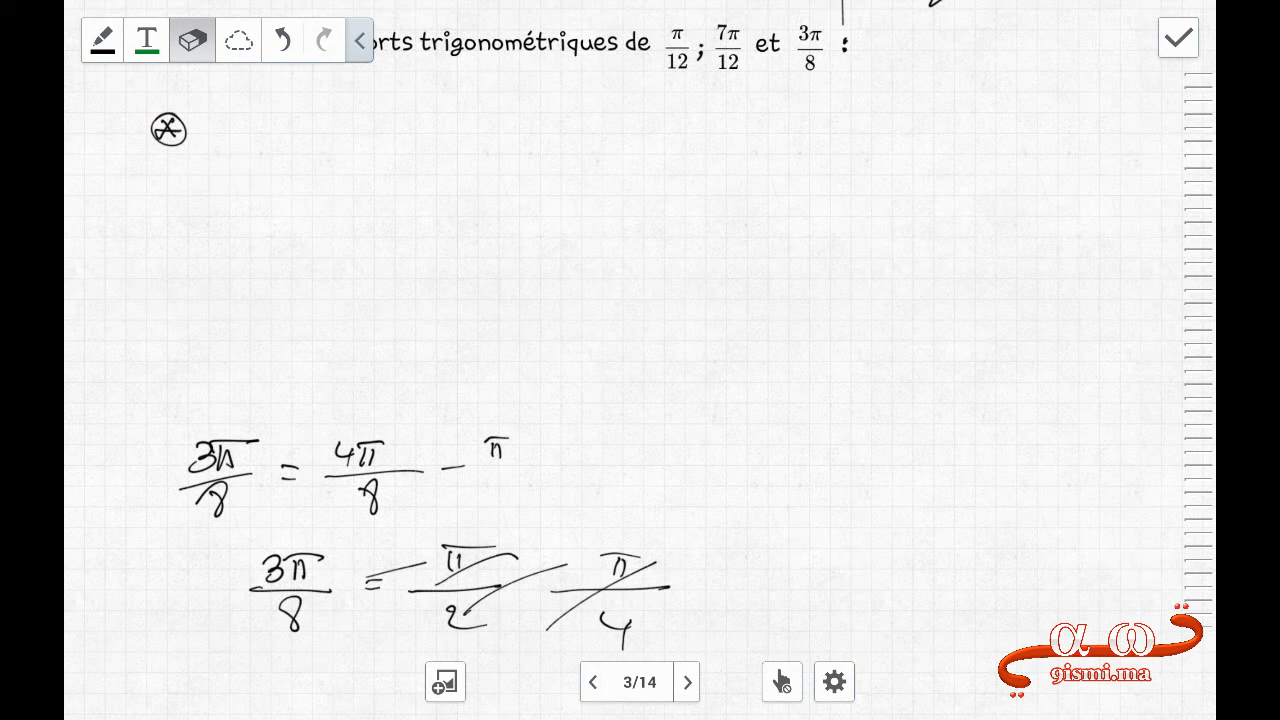 orts trigonométriques de π/12 ; 7π/12 et 3π/8 :
3π/8 = 4π/8 - π
3π/8 = π/2 π/4
3/14
α ω
gismi.ma